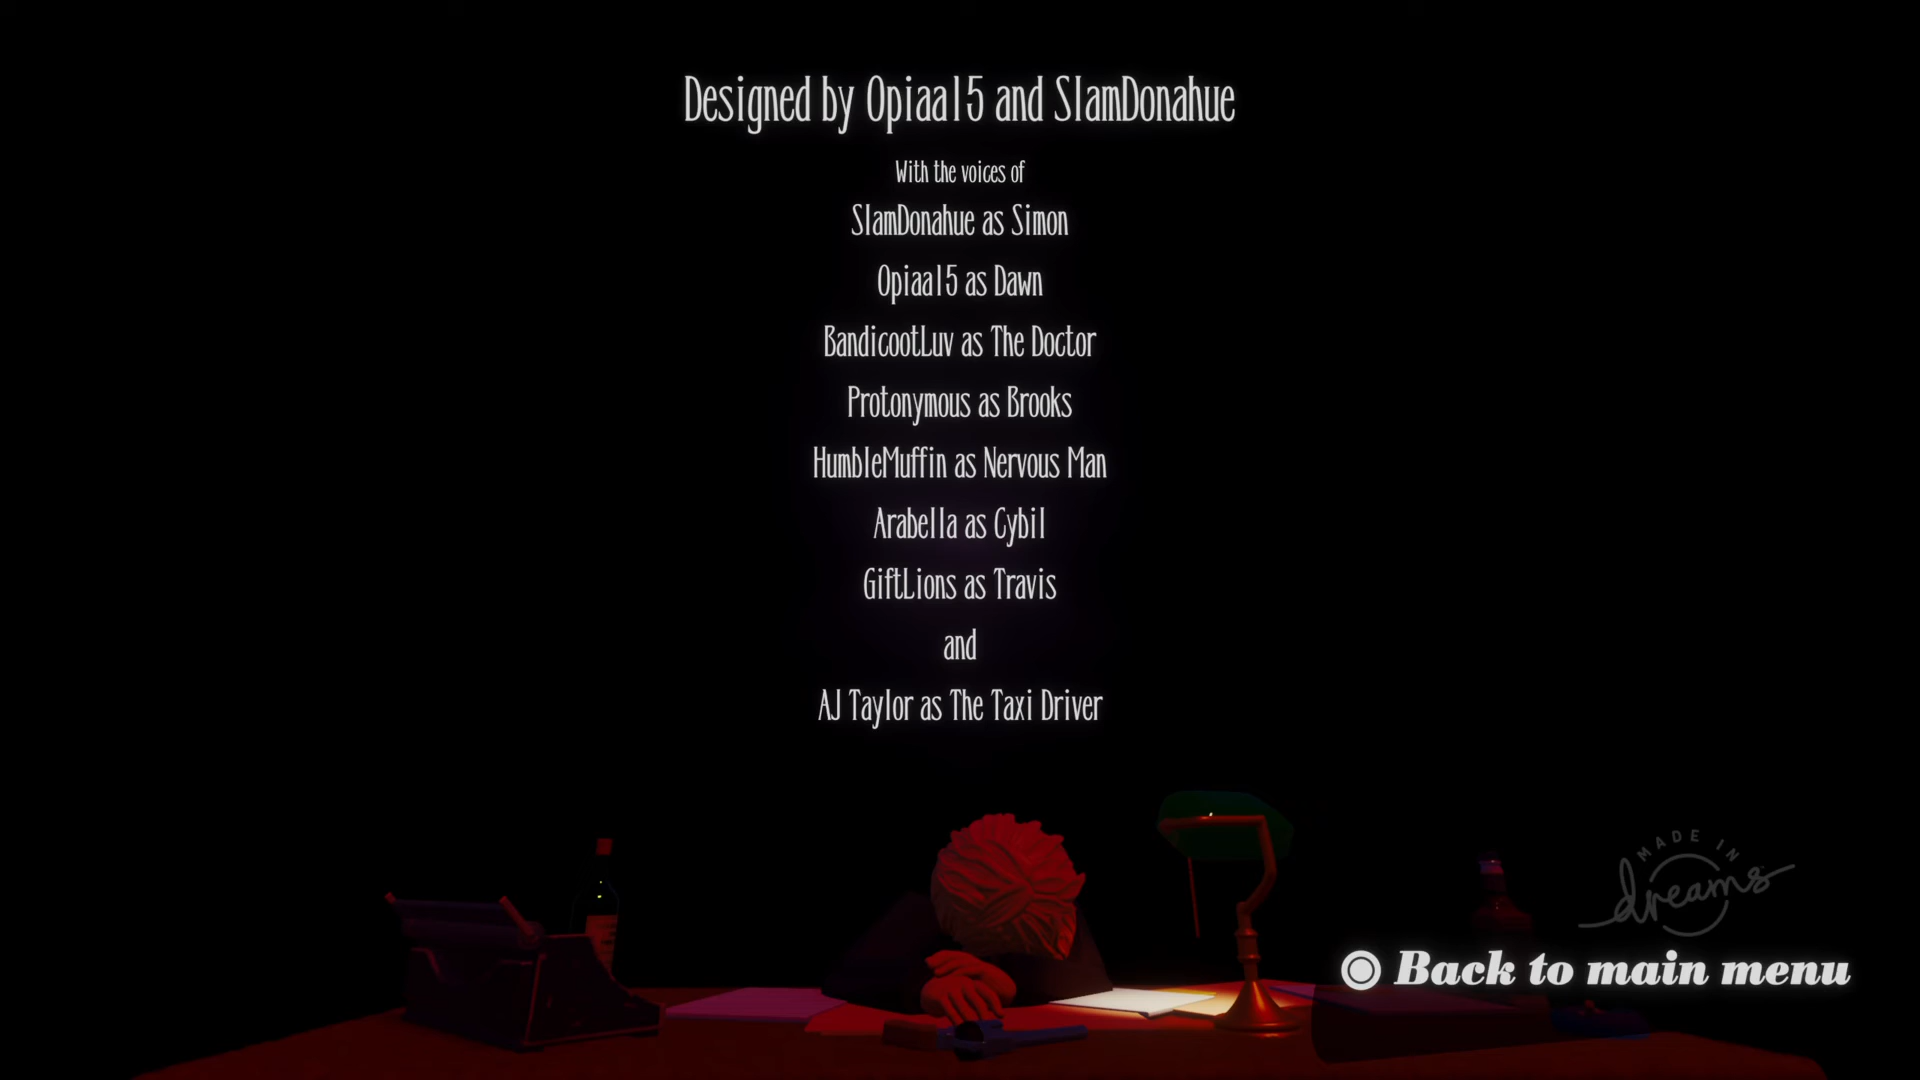 Designed by Opiaa15 and SlamDonahue
With the voices of
SlamDonahue as Simon
Opiaa15 as Dawn
BandicootLuv as The Doctor
Protonymous as Brooks
HumbleMuffin as Nervous Man
Arabella as Cybil
GiftLions as Travis
and
AJ Taylor as The Taxi Driver
MADE IN
dreams
Back to main menu